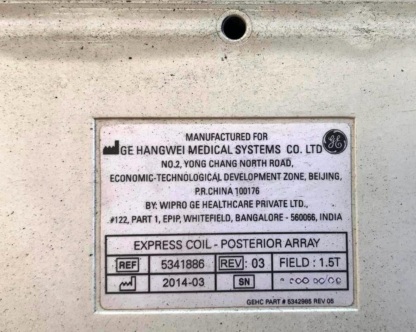 MANUFACTURED FOR
GE HANGWEI MEDICAL SYSTEMS CO. LTD
NO.2, YONG CHANG NORTH ROAD,
ECONOMIC-TECHNOLOGICAL DEVELOPMENT ZONE, BEIJING,
P.R.CHINA 100176
BY: WIPRO GE HEALTHCARE PRIVATE LTD.,
#122, PART 1, EPIP, WHITEFIELD, BANGALORE - 560066, INDIA
EXPRESS COIL - POSTERIOR ARRAY
REF 5341886 REV : 03 FIELD : 1.5T
2014-03 SN
GEHC PART # 5342965 REV 05